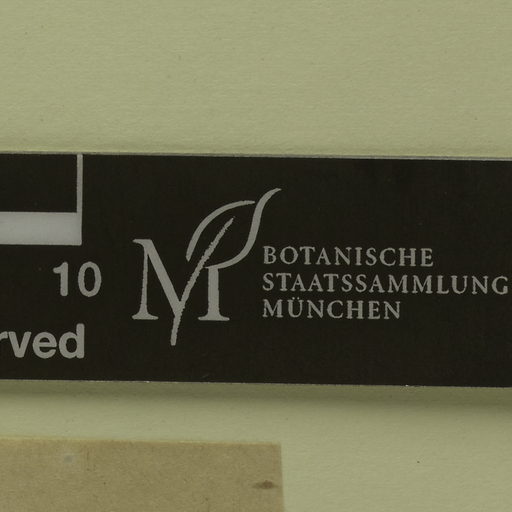 10
rved
BOTANISCHE
STAATSSAMMLUNG
MÜNCHEN